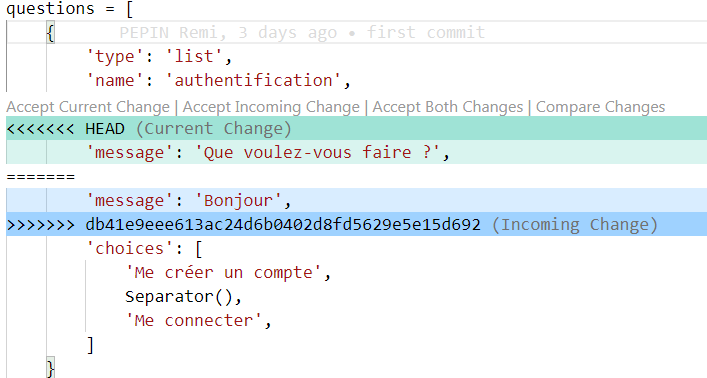 questions = [
{ PEPIN Remi, 3 days ago • first commit
'type': 'list',
'name': 'authentification',
Accept Current Change | Accept Incoming Change | Accept Both Changes | Compare Changes
<<<<<<< HEAD (Current Change)
'message': 'Que voulez-vous faire ?',
=======
'message': 'Bonjour',
>>>>>>> db41e9eee613ac24d6b0402d8fd5629e5e15d692 (Incoming Change)
'choices': [
'Me créer un compte',
Separator(),
'Me connecter',
]
}